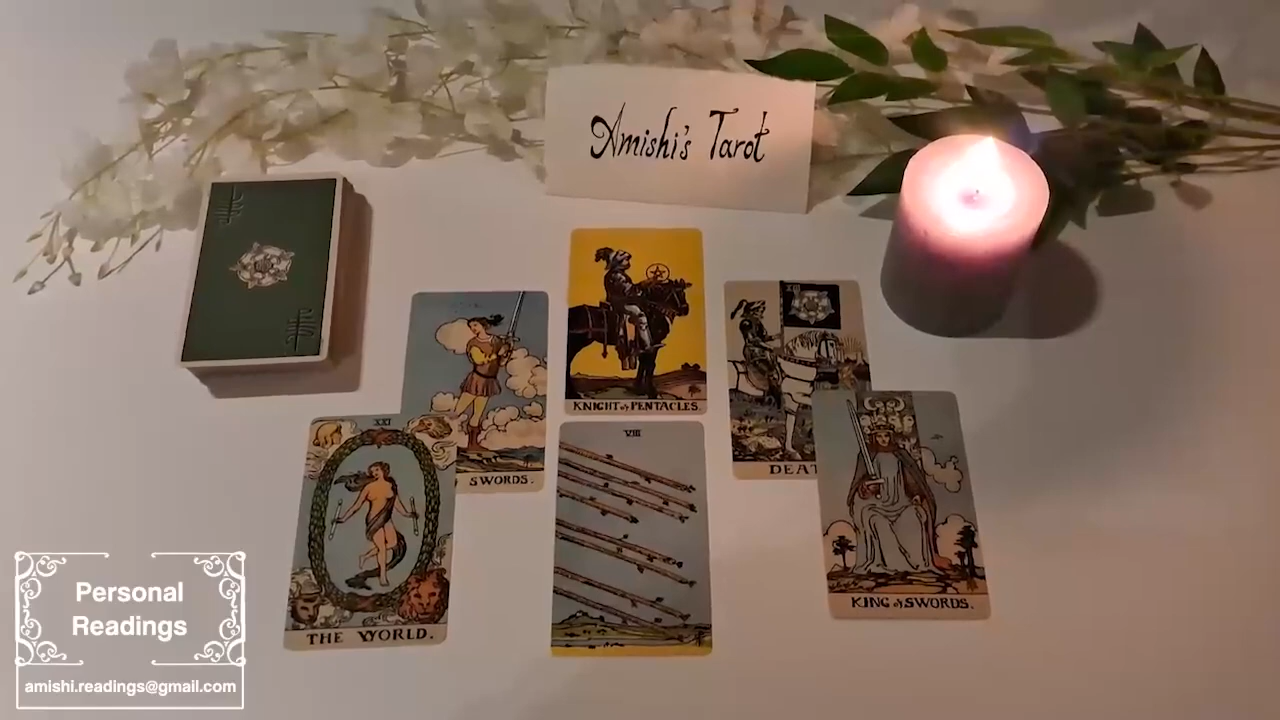 Amishi's Tarot
XIII
KNIGHT of PENTACLES.
SWORDS.
DEAT
XXI
VIII
THE WORLD.
KING of SWORDS.
Personal
Readings
amishi.readings@gmail.com